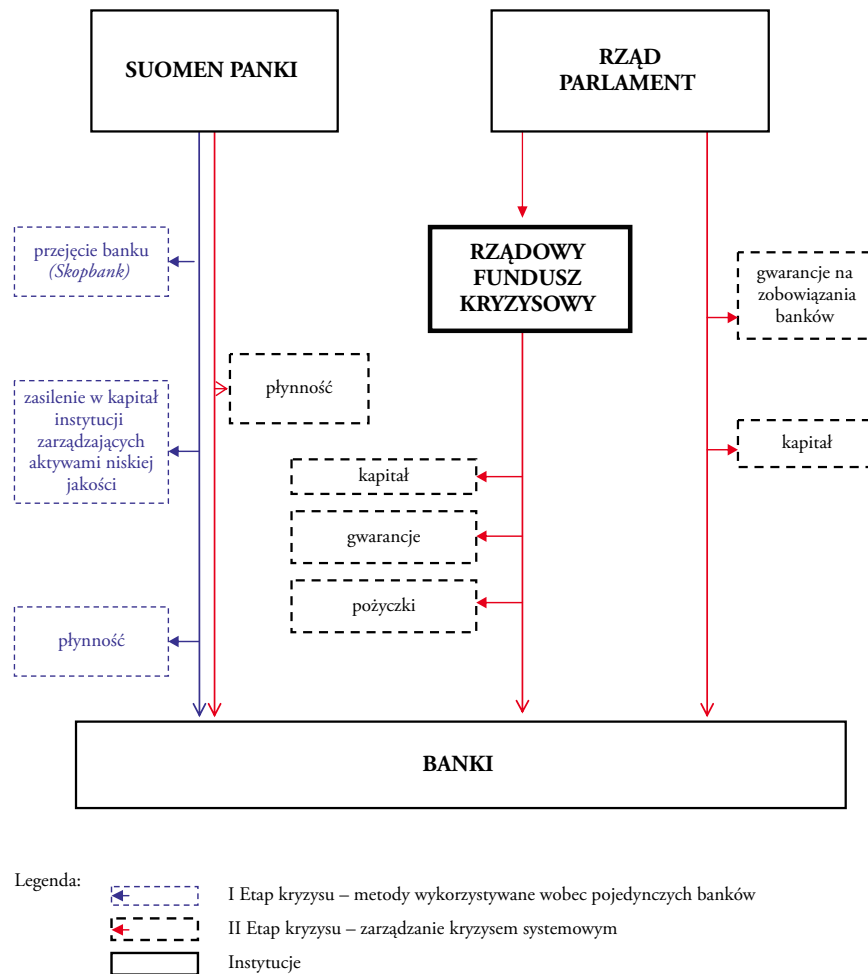 SUOMEN PANKI
RZĄD
PARLAMENT
przejęcie banku
(Skopbank)
RZĄDOWY
FUNDUSZ
KRYZYSOWY
gwarancje na
zobowiązania
banków
płynność
zasilenie w kapitał
instytucji
zarządzających
aktywami niskiej
jakości
kapitał
kapitał
gwarancje
pożyczki
płynność
BANKI
Legenda:
I Etap kryzysu – metody wykorzystywane wobec pojedynczych banków
II Etap kryzysu – zarządzanie kryzysem systemowym
Instytucje